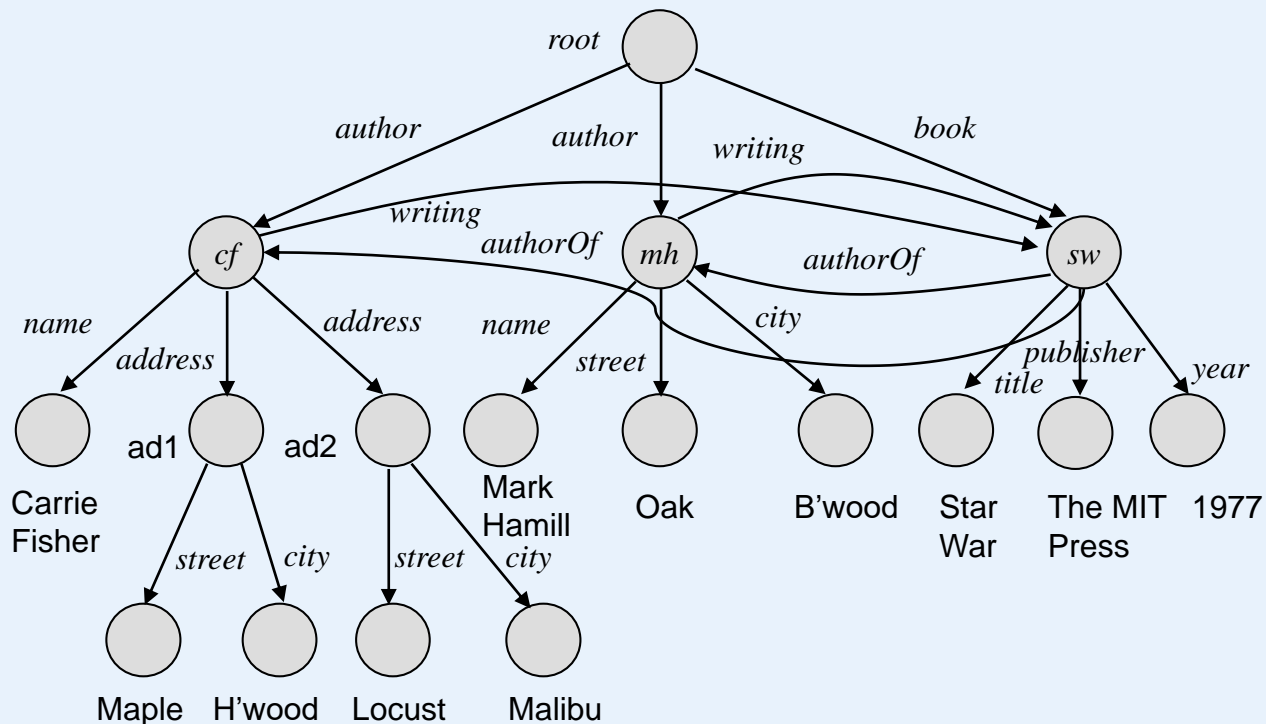 root
author
author
writing
book
writing
authorOf
authorOf
cf
mh
sw
name
address
address
name
street
city
publisher
title
year
ad1
ad2
Carrie
Fisher
Mark
Hamill
Oak
B'wood
Star
War
The MIT
Press
1977
street
city
street
city
Maple
H'wood
Locust
Malibu